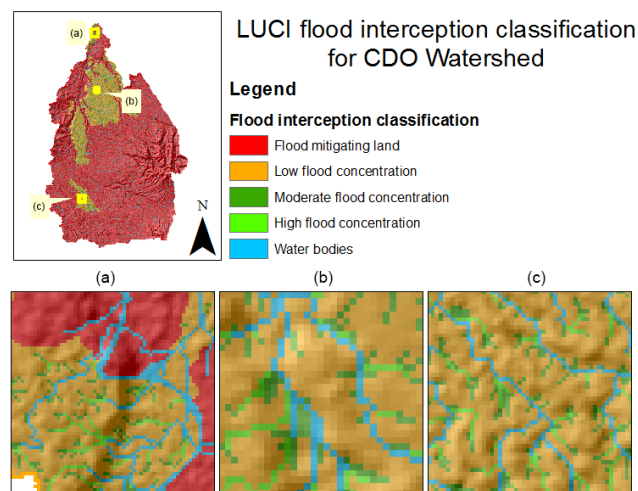 LUCI flood interception classification
for CDO Watershed
(a)
(b)
(c)
N
Legend
Flood interception classification
Flood mitigating land
Low flood concentration
Moderate flood concentration
High flood concentration
Water bodies
(a)
(b)
(c)